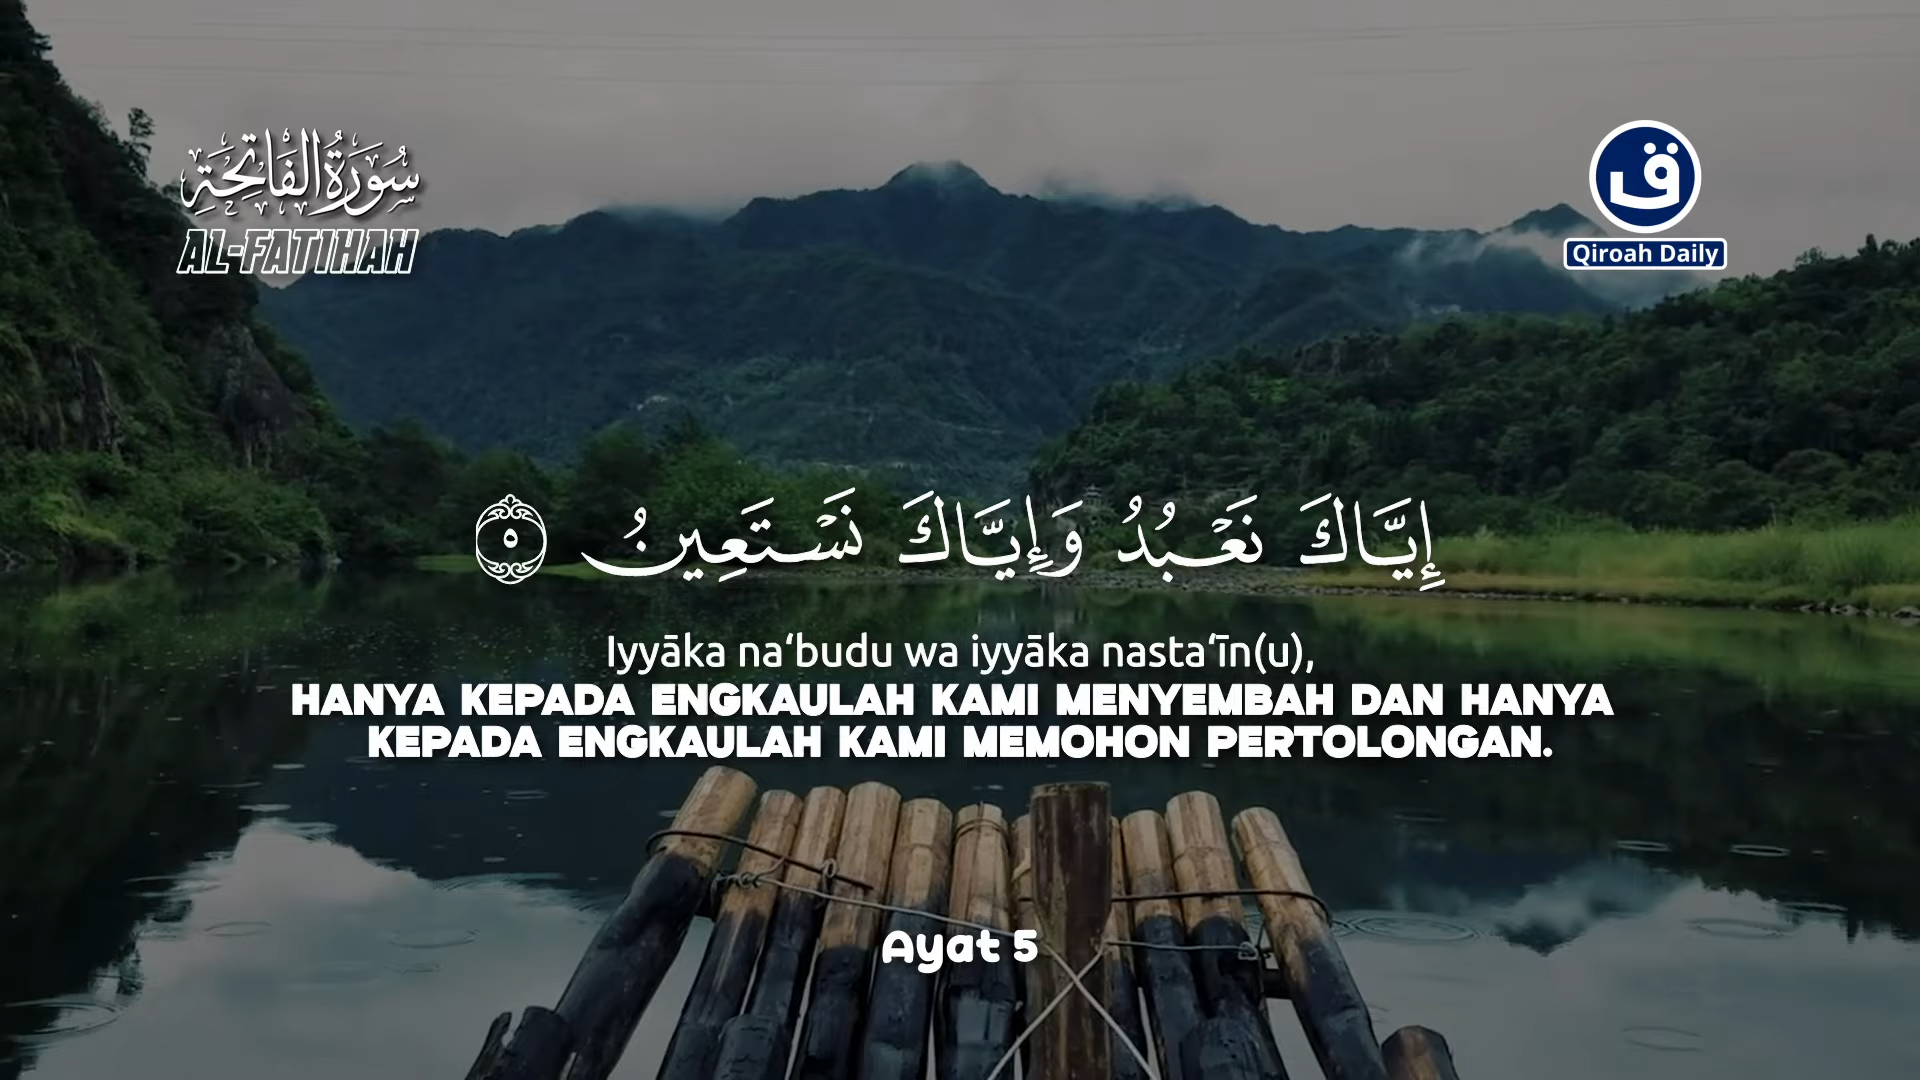 سُورَةُ الْفَاتِحَةِ
AL-FATIHAH
ق
Qiroah Daily
إِيَّاكَ نَعْبُدُ وَإِيَّاكَ نَسْتَعِينُ ٥
Iyyāka na‘budu wa iyyāka nasta‘īn(u),
HANYA KEPADA ENGKAULAH KAMI MENYEMBAH DAN HANYA
KEPADA ENGKAULAH KAMI MEMOHON PERTOLONGAN.
Ayat 5